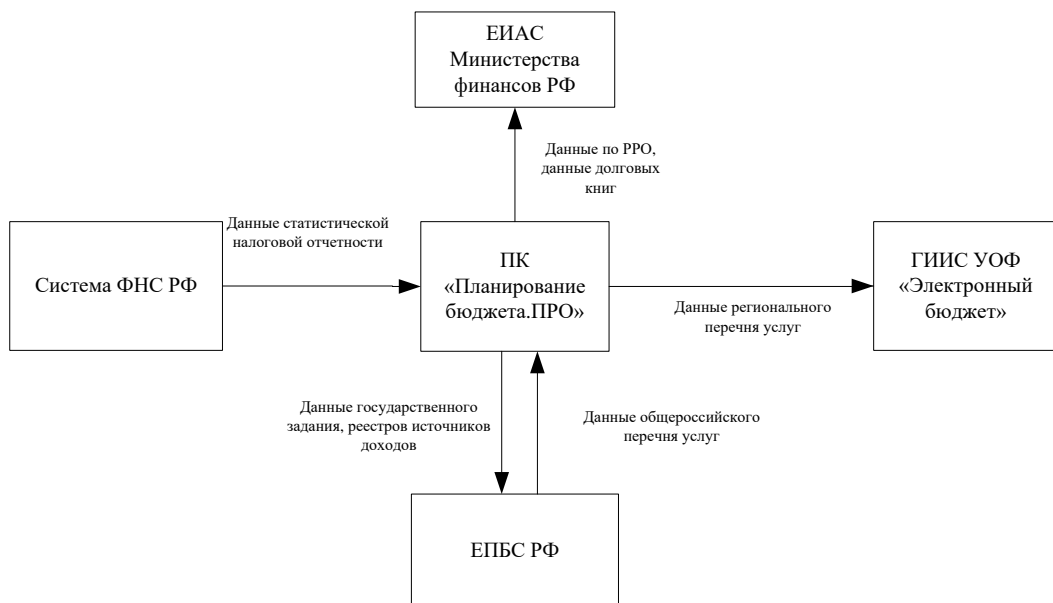 ЕИАС
Министерства
финансов РФ
Данные по РРО,
данные долговых
книг
Данные статистической
налоговой отчетности
Система ФНС РФ
ПК
«Планирование
бюджета.ПРО»
ГИИС УОФ
«Электронный
бюджет»
Данные регионального
перечня услуг
Данные государственного
задания, реестров источников
доходов
Данные общероссийского
перечня услуг
ЕПБС РФ